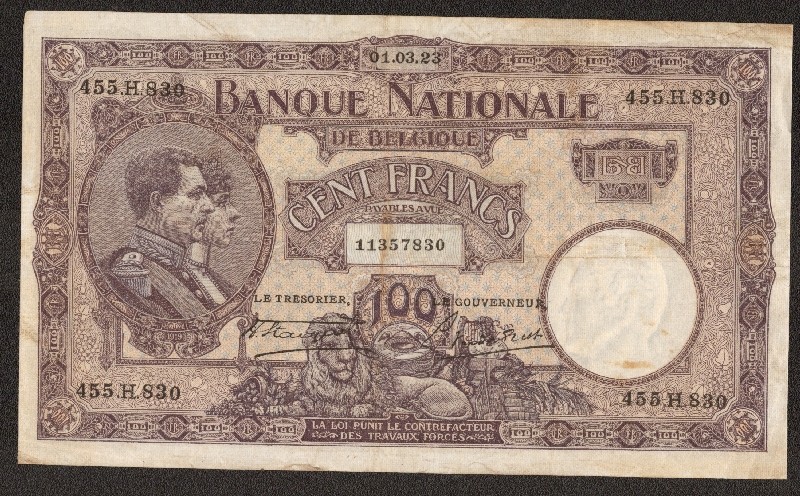 01.03.23
455.H.830
455.H.830
BANQUE NATIONALE
DE BELGIQUE
CENT FRANCS
PAYABLES A VUE
11357830
LE TRESORIER,
LE GOUVERNEUR
100
455.H.830
455.H.830
LA LOI PUNIT LE CONTREFACTEUR
DES TRAVAUX FORCES